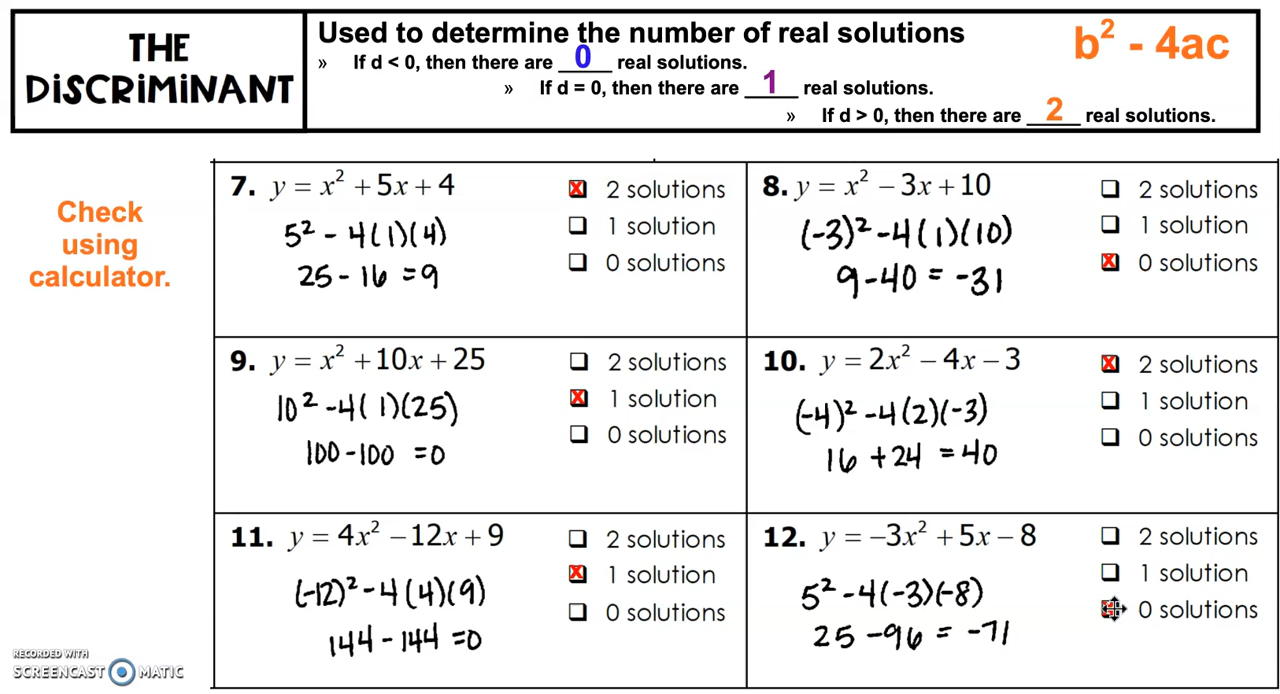 THE
DISCRIMINANT
Used to determine the number of real solutions
» If d < 0, then there are 0 real solutions.
» If d = 0, then there are 1 real solutions.
» If d > 0, then there are 2 real solutions.
b² - 4ac
Check
using
calculator.
7. y = x² + 5x + 4
5² - 4(1)(4)
25 - 16 = 9
☒ 2 solutions
☐ 1 solution
☐ 0 solutions
8. y = x² − 3x + 10
(-3)² - 4(1)(10)
9 - 40 = -31
☐ 2 solutions
☐ 1 solution
☒ 0 solutions
9. y = x² + 10x + 25
10² - 4(1)(25)
100 - 100 = 0
☐ 2 solutions
☒ 1 solution
☐ 0 solutions
10. y = 2x² − 4x − 3
(-4)² - 4(2)(-3)
16 + 24 = 40
☒ 2 solutions
☐ 1 solution
☐ 0 solutions
11. y = 4x² − 12x + 9
(-12)² - 4(4)(9)
144 - 144 = 0
☐ 2 solutions
☒ 1 solution
☐ 0 solutions
12. y = −3x² + 5x − 8
5² - 4(-3)(-8)
25 - 96 = -71
☐ 2 solutions
☐ 1 solution
☒ 0 solutions
RECORDED WITH
SCREENCAST MATIC